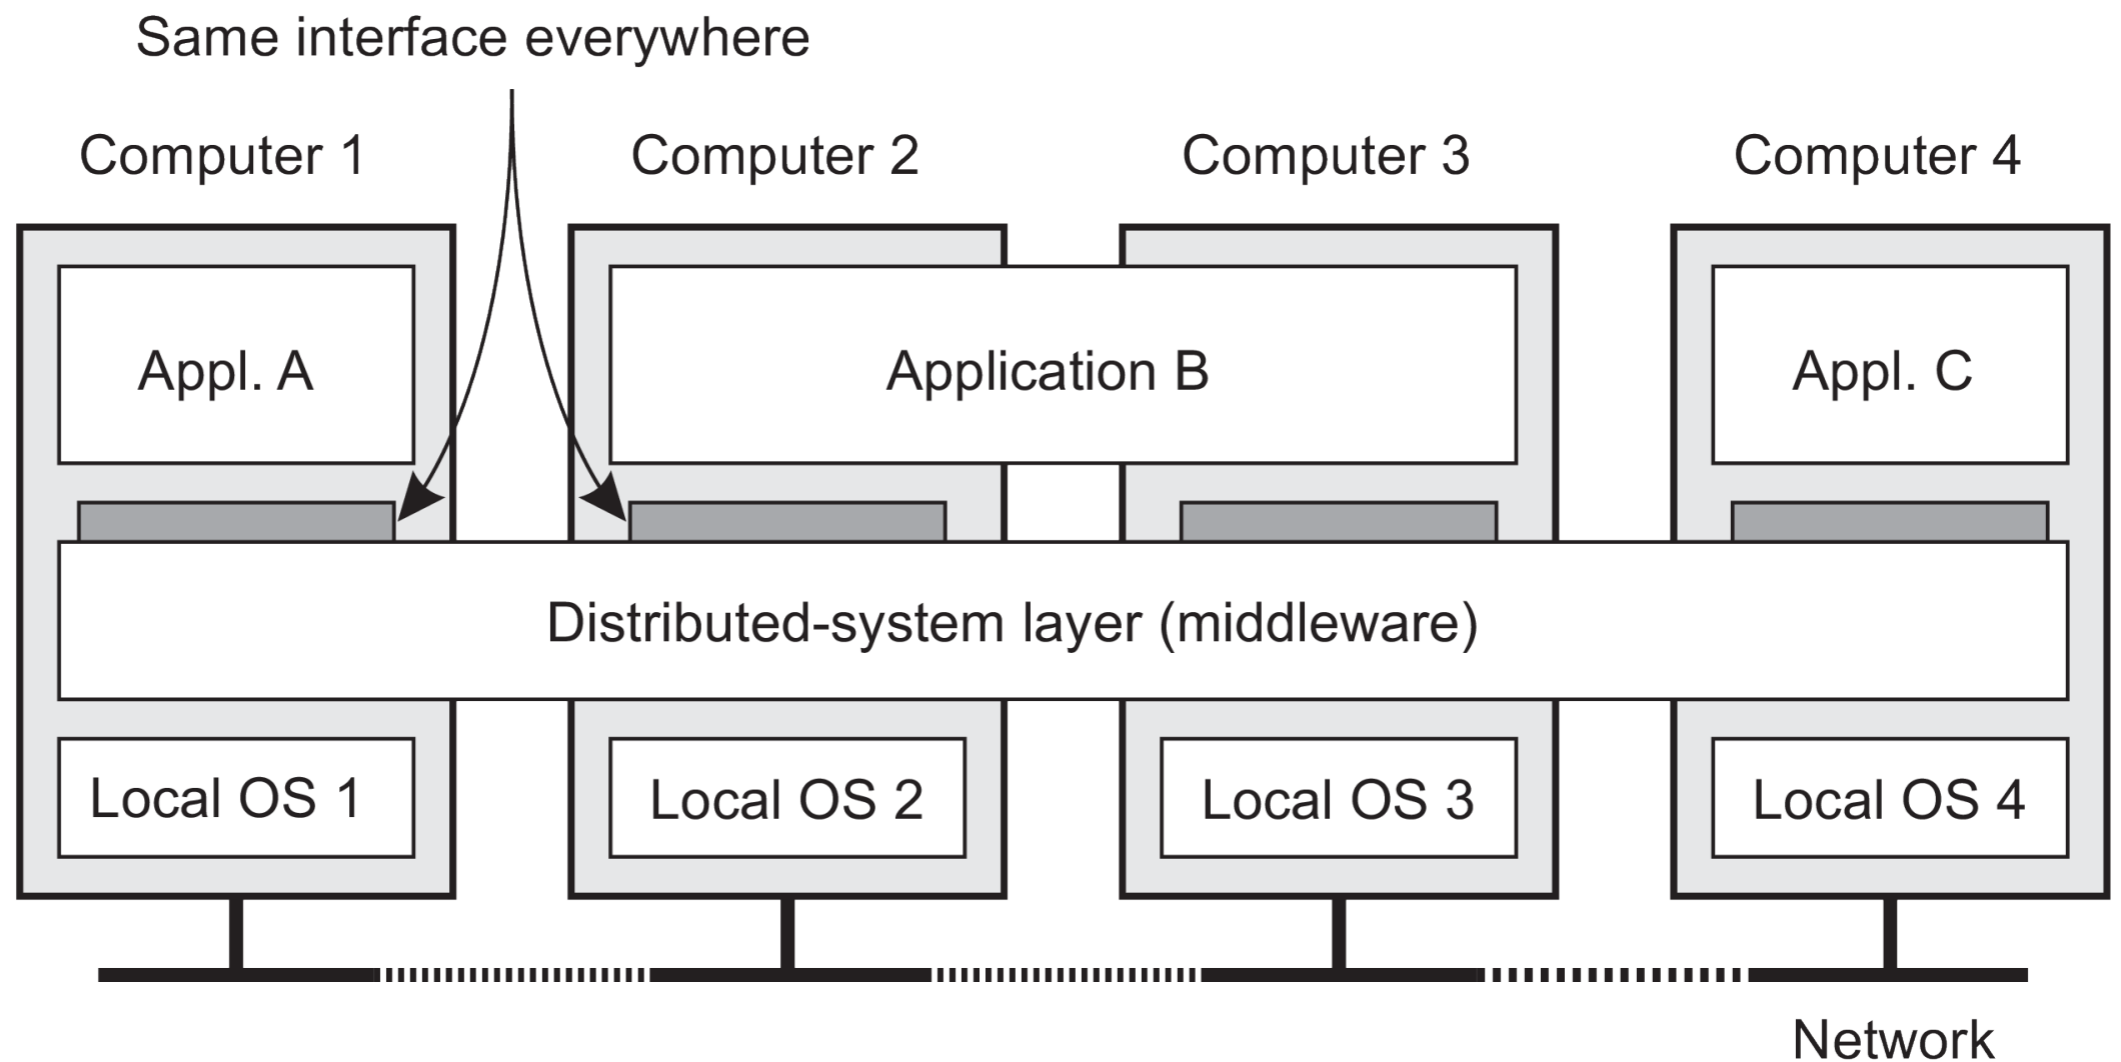 Same interface everywhere
Computer 1
Computer 2
Computer 3
Computer 4
Appl. A
Application B
Appl. C
Distributed-system layer (middleware)
Local OS 1
Local OS 2
Local OS 3
Local OS 4
Network